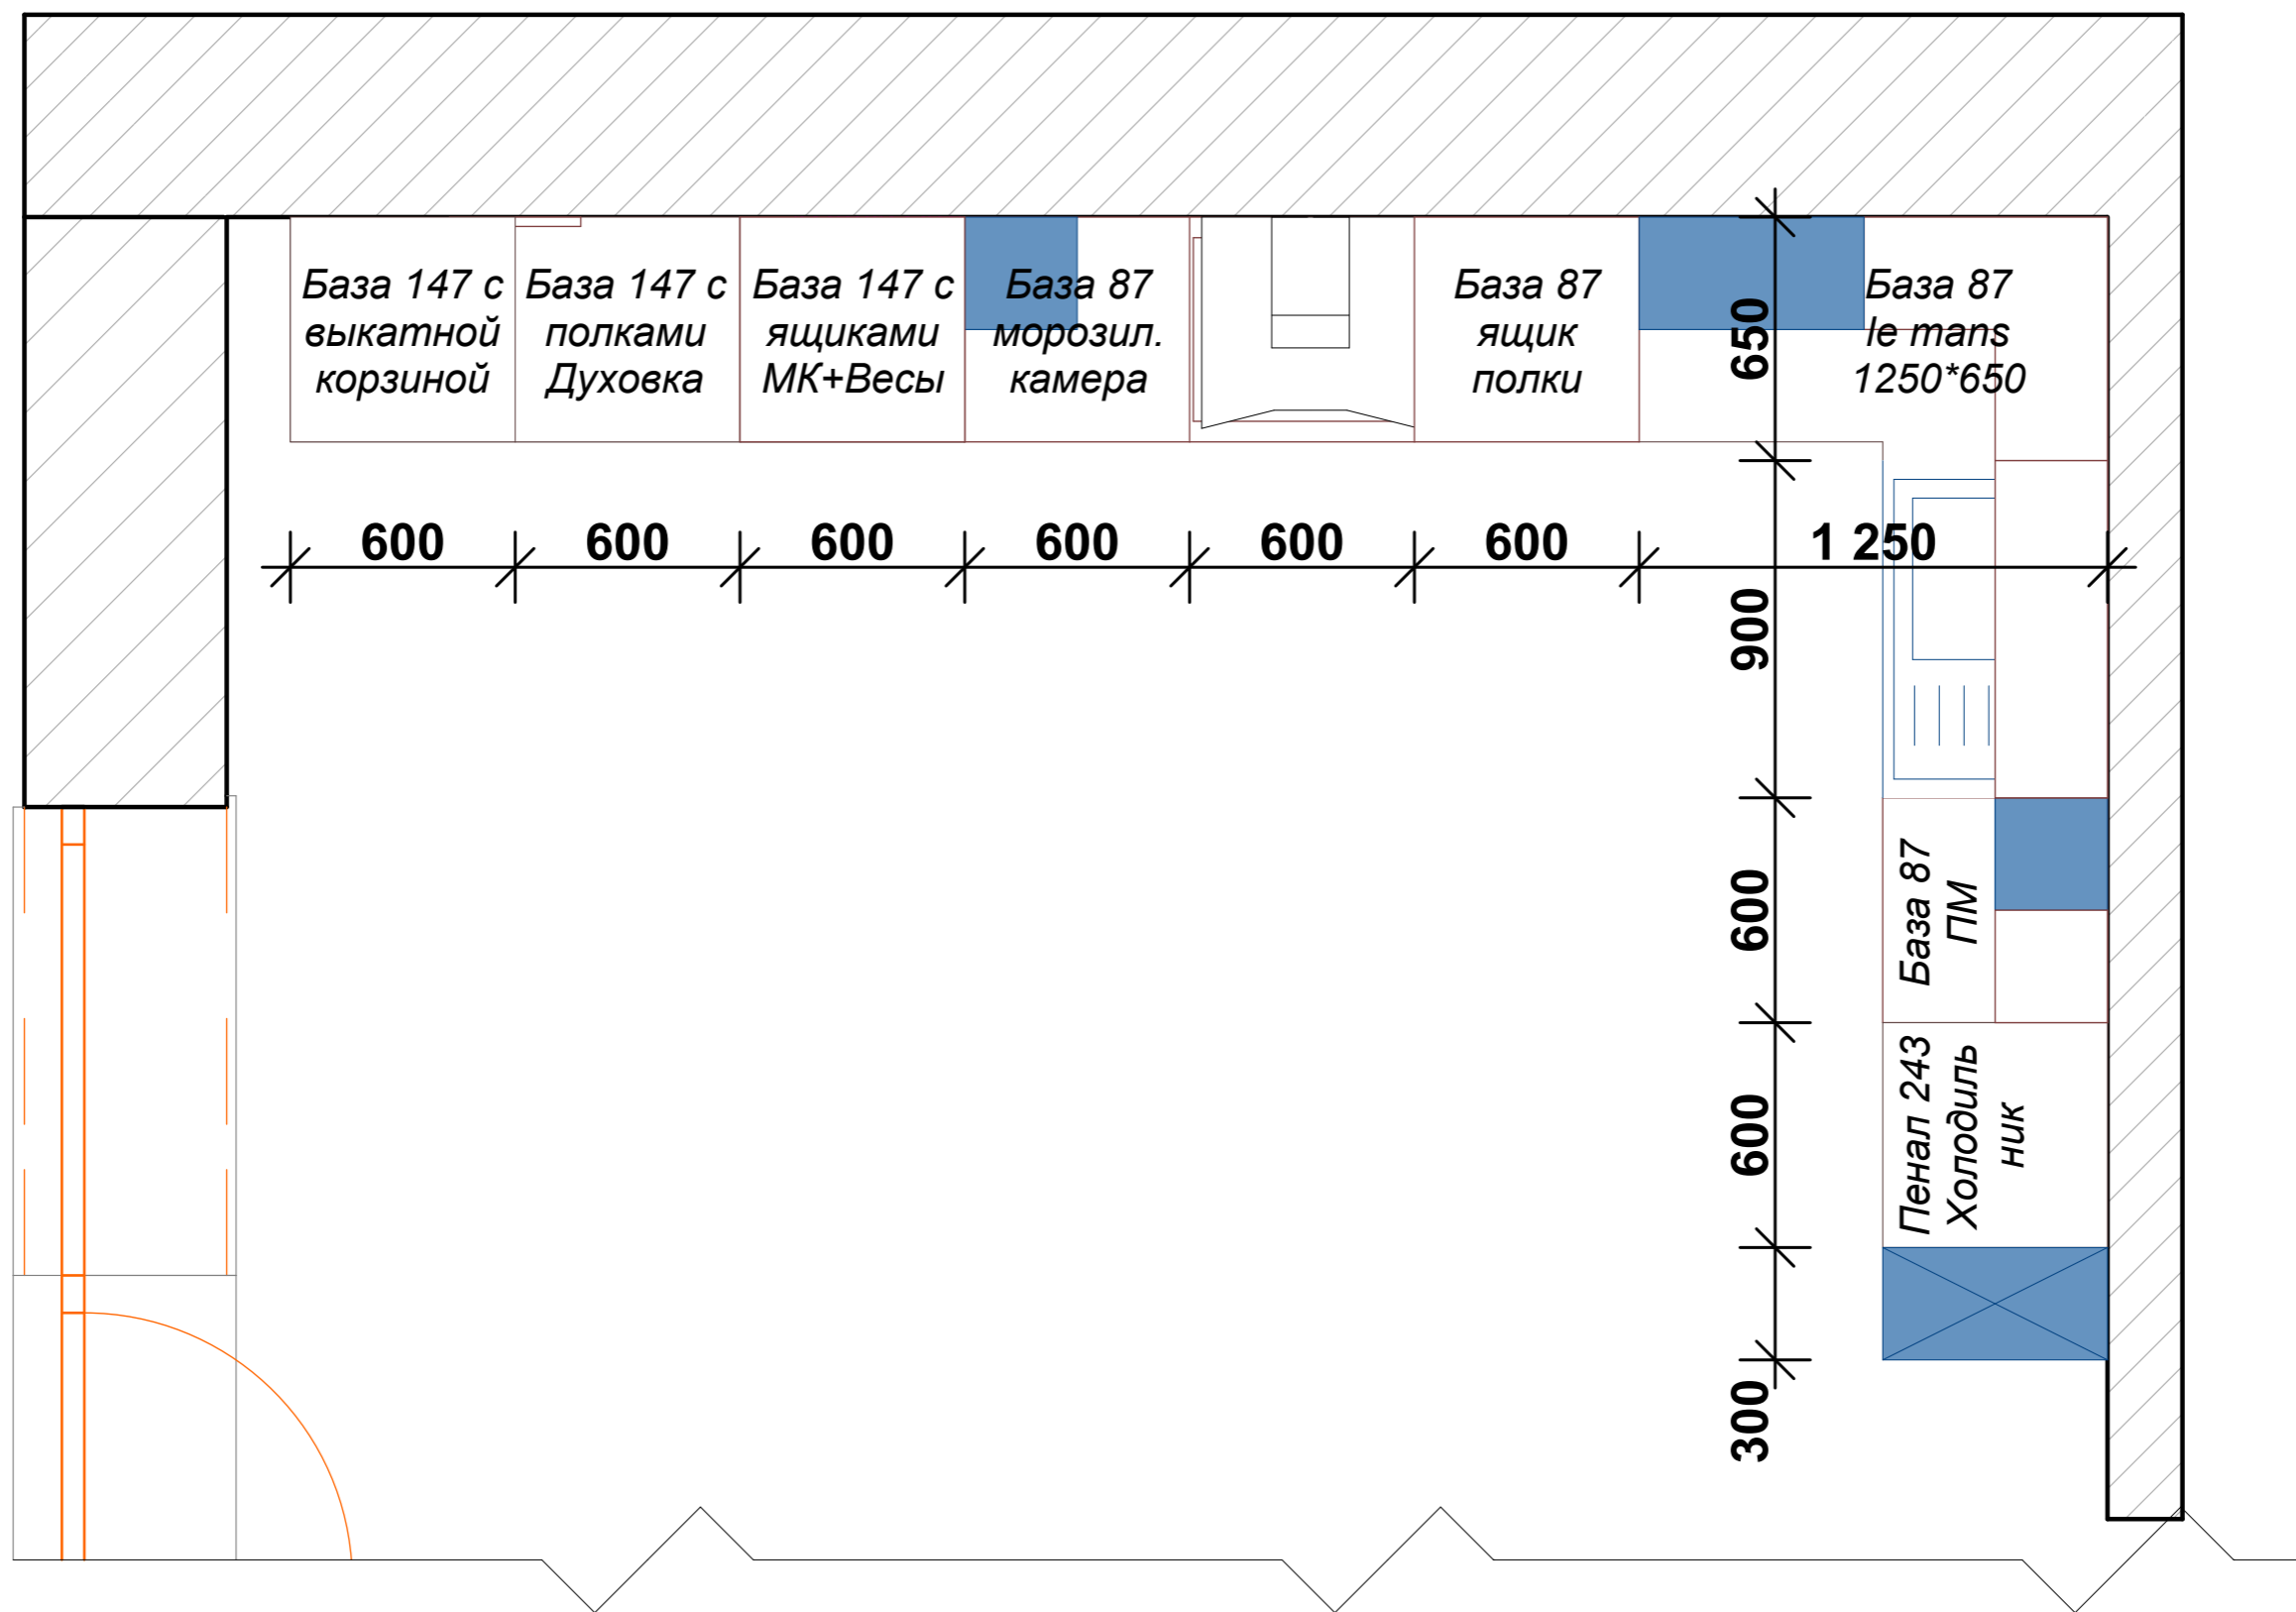 База 147 с
выкатной
корзиной
База 147 с
полками
Духовка
База 147 с
ящиками
МК+Весы
База 87
морозил.
камера
База 87
ящик
полки
База 87
le mans
1250*650
650
600
600
600
600
600
600
1 250
900
600
База 87
ПМ
600
Пенал 243
Холодиль
ник
300